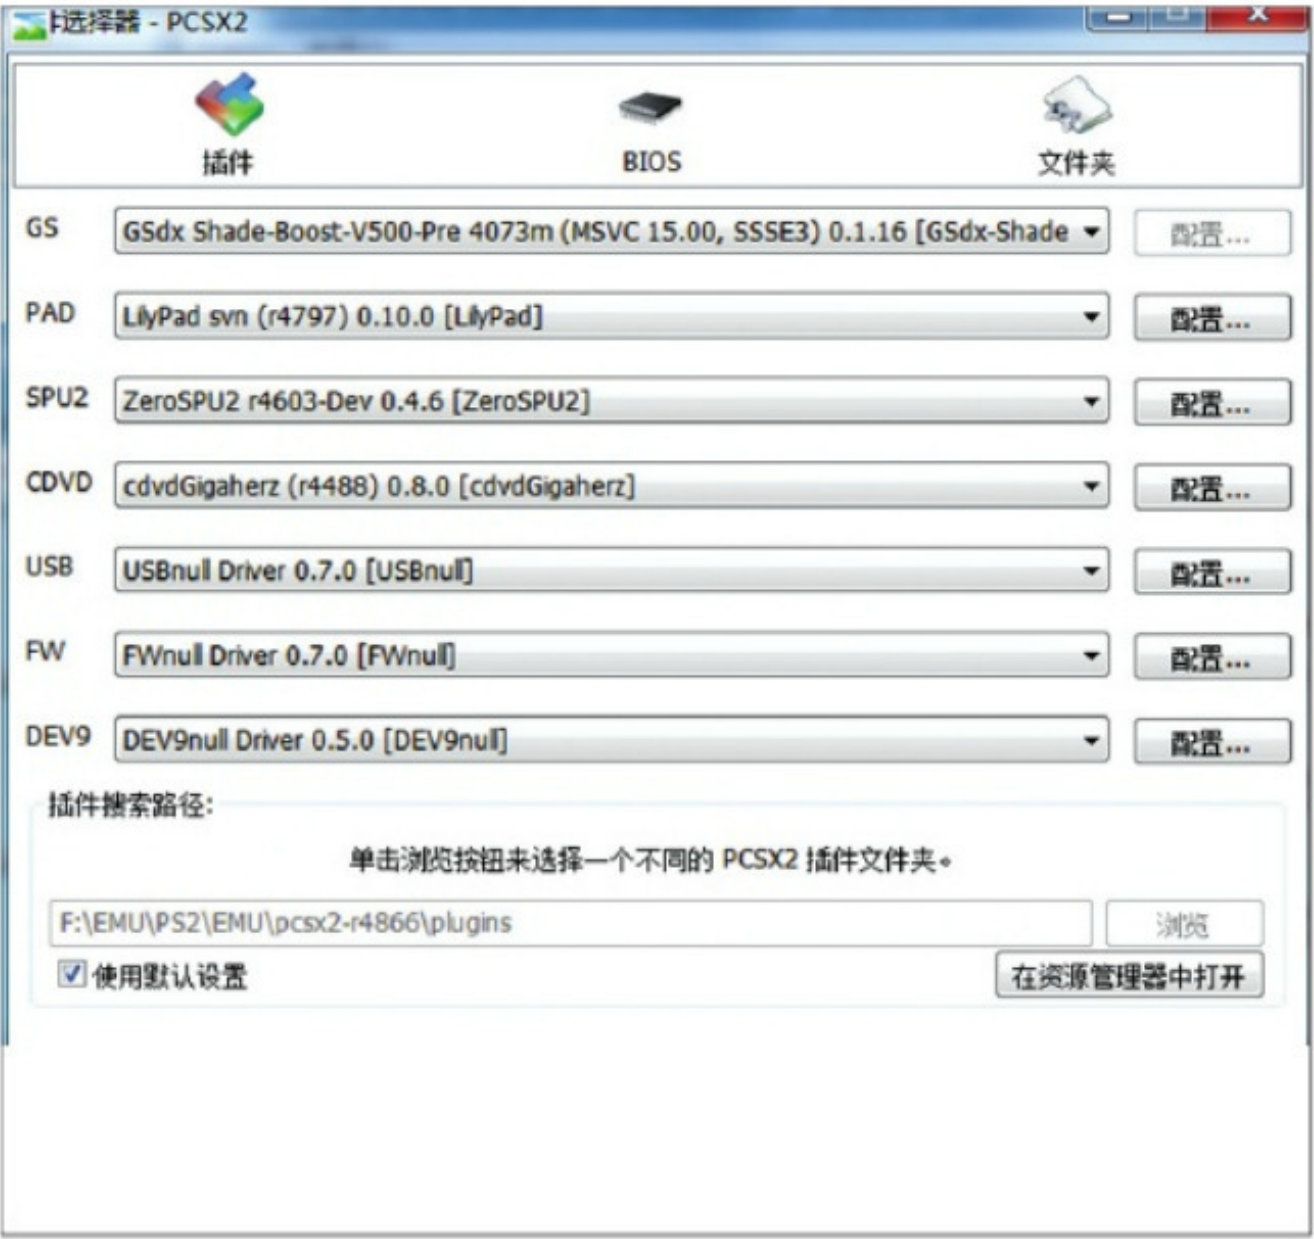 选择器 - PCSX2
插件 BIOS 文件夹
GS GSdx Shade-Boost-V500-Pre 4073m (MSVC 15.00, SSSE3) 0.1.16 [GSdx-Shade 配置...
PAD LilyPad svn (r4797) 0.10.0 [LilyPad] 配置...
SPU2 ZeroSPU2 r4603-Dev 0.4.6 [ZeroSPU2] 配置...
CDVD cdvdGigaherz (r4488) 0.8.0 [cdvdGigaherz] 配置...
USB USBnull Driver 0.7.0 [USBnull] 配置...
FW FWnull Driver 0.7.0 [FWnull] 配置...
DEV9 DEV9null Driver 0.5.0 [DEV9null] 配置...
插件搜索路径:
单击浏览按钮来选择一个不同的 PCSX2 插件文件夹。
F:\EMU\PS2\EMU\pcsx2-r4866\plugins 浏览
使用默认设置 在资源管理器中打开